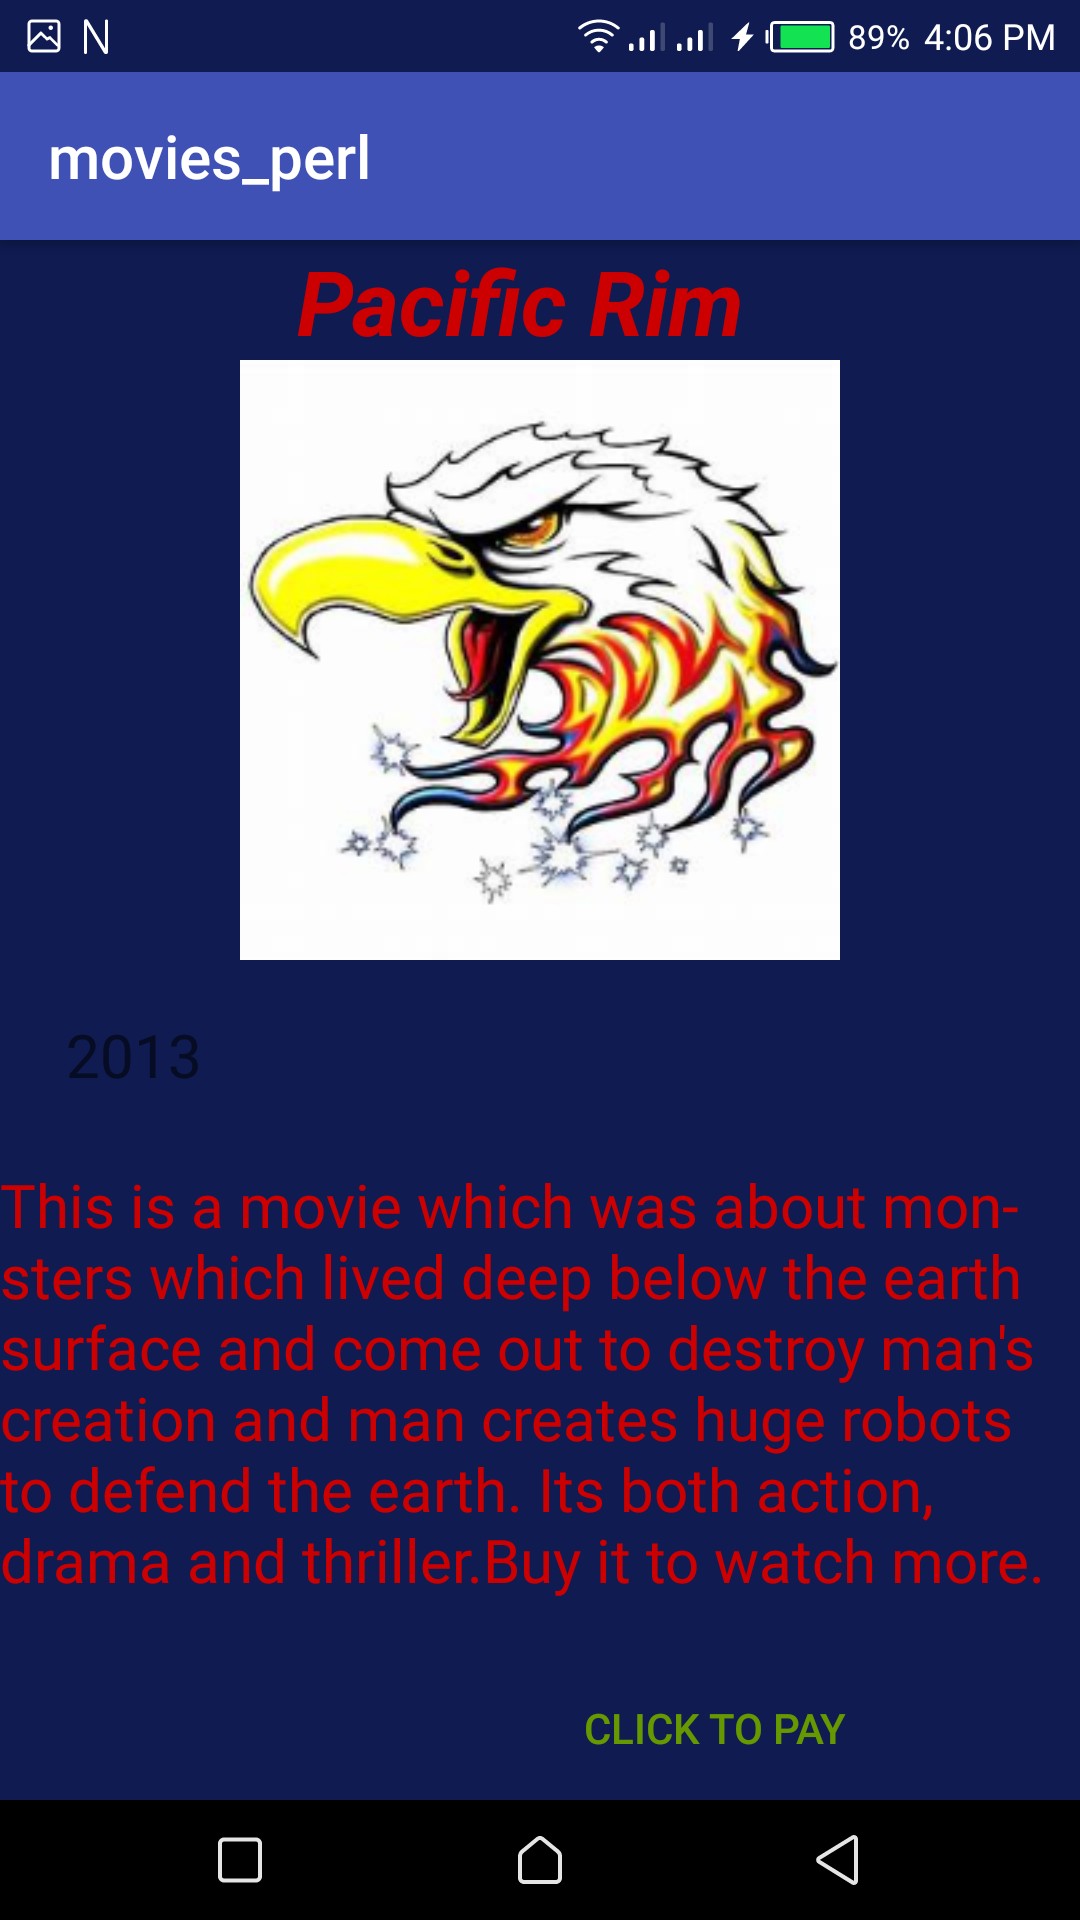 89% 4:06 PM
movies_perl
Pacific Rim
2013
This is a movie which was about mon-
sters which lived deep below the earth
surface and come out to destroy man's
creation and man creates huge robots
to defend the earth. Its both action,
drama and thriller.Buy it to watch more.
CLICK TO PAY